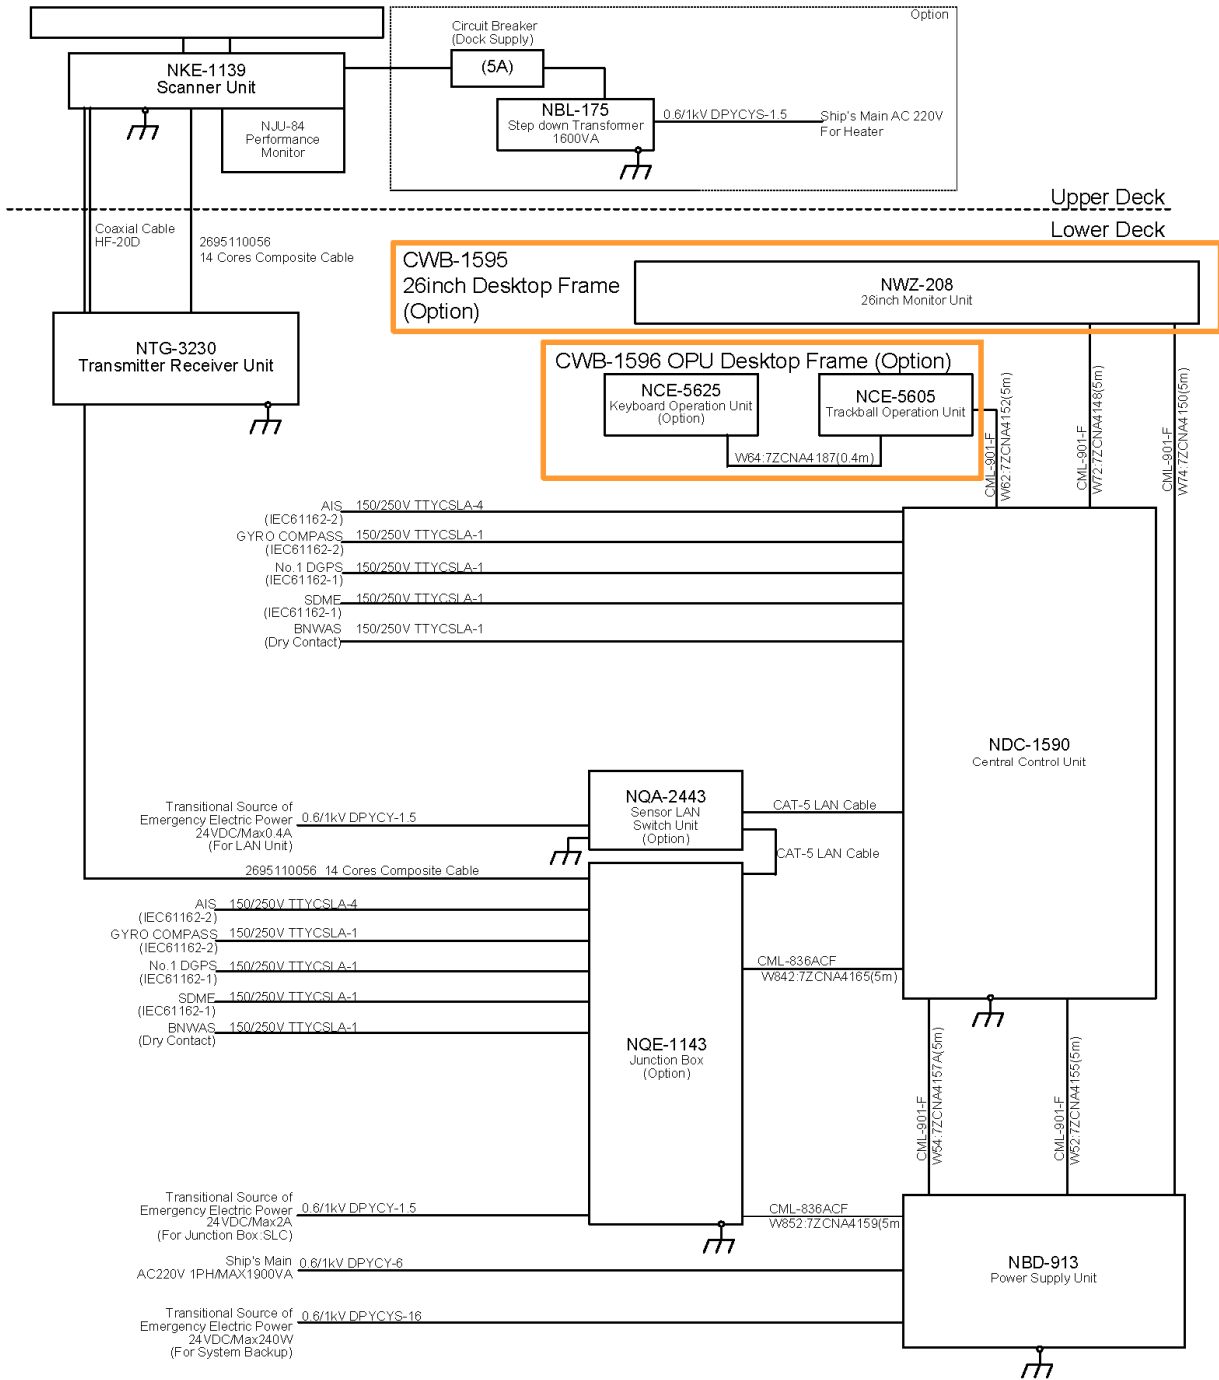 Option
Circuit Breaker
(Dock Supply)
(5A)
NKE-1139
Scanner Unit
NBL-175
Step down Transformer
1600VA
0.6/1kV DPYCYS-1.5
Ship's Main AC 220V
For Heater
NJU-84
Performance
Monitor
Upper Deck
Lower Deck
Coaxial Cable
HF-20D
2695110056
14 Cores Composite Cable
CWB-1595
26inch Desktop Frame
(Option)
NWZ-208
26inch Monitor Unit
NTG-3230
Transmitter Receiver Unit
CWB-1596 OPU Desktop Frame (Option)
NCE-5625
Keyboard Operation Unit
(Option)
NCE-5605
Trackball Operation Unit
W64:7ZCNA4187(0.4m)
CML-901-F
W62:7ZCNA4152(5m)
CML-901-F
W72:7ZCNA4148(5m)
CML-901-F
W74:7ZCNA4150(5m)
AIS 150/250V TTYCSLA-4
(IEC61162-2)
GYRO COMPASS 150/250V TTYCSLA-1
(IEC61162-2)
No.1 DGPS 150/250V TTYCSLA-1
(IEC61162-1)
SDME 150/250V TTYCSLA-1
(IEC61162-1)
BNWAS 150/250V TTYCSLA-1
(Dry Contact)
NDC-1590
Central Control Unit
NQA-2443
Sensor LAN
Switch Unit
(Option)
CAT-5 LAN Cable
CAT-5 LAN Cable
Transitional Source of
Emergency Electric Power 0.6/1kV DPYCY-1.5
24VDC/Max0.4A
(For LAN Unit)
2695110056 14 Cores Composite Cable
AIS 150/250V TTYCSLA-4
(IEC61162-2)
GYRO COMPASS 150/250V TTYCSLA-1
(IEC61162-2)
No.1 DGPS 150/250V TTYCSLA-1
(IEC61162-1)
SDME 150/250V TTYCSLA-1
(IEC61162-1)
BNWAS 150/250V TTYCSLA-1
(Dry Contact)
CML-836ACF
W842:7ZCNA4165(5m)
NQE-1143
Junction Box
(Option)
CML-901-F
W54:7ZCNA4157A(5m)
CML-901-F
W52:7ZCNA4155(5m)
Transitional Source of
Emergency Electric Power 0.6/1kV DPYCY-1.5
24VDC/Max2A
(For Junction Box:SLC)
CML-836ACF
W852:7ZCNA4159(5m
Ship's Main 0.6/1kV DPYCY-6
AC220V 1PH/MAX1900VA
NBD-913
Power Supply Unit
Transitional Source of 0.6/1kV DPYCYS-16
Emergency Electric Power
24VDC/Max240W
(For System Backup)